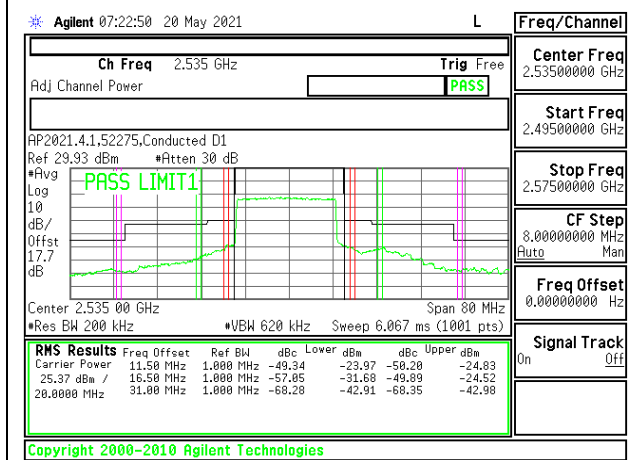 Agilent 07:22:50 20 May 2021 L
Freq/Channel
Ch Freq 2.535 GHz Trig Free
Adj Channel Power PASS
Center Freq
2.53500000 GHz
Start Freq
2.49500000 GHz
AP2021.4.1,52275,Conducted D1
Ref 29.93 dBm #Atten 30 dB
#Avg
Log
10
dB/
Offst
17.7
dB
PASS LIMIT1
Stop Freq
2.57500000 GHz
CF Step
8.00000000 MHz
Auto Man
Freq Offset
0.00000000 Hz
Center 2.535 00 GHz Span 80 MHz
#Res BW 200 kHz #VBW 620 kHz Sweep 6.067 ms (1001 pts)
Signal Track
On Off
RMS Results Freq Offset Ref BW dBc Lower dBm dBc Upper dBm
Carrier Power 11.50 MHz 1.000 MHz -49.34 -23.97 -50.20 -24.83
25.37 dBm / 16.50 MHz 1.000 MHz -57.05 -31.68 -49.89 -24.52
20.0000 MHz 31.00 MHz 1.000 MHz -68.28 -42.91 -68.35 -42.98
Copyright 2000-2010 Agilent Technologies